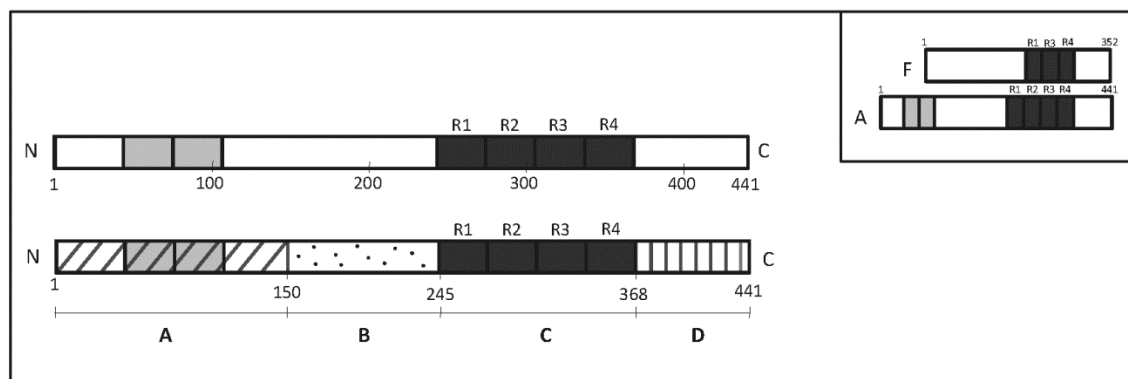 R1 R2 R3 R4
N C
1 100 200 300 400 441
R1 R2 R3 R4
N C
1 150 245 368 441
A B C D
1 R1 R3 R4 352
F
1 R1 R2 R3 R4 441
A